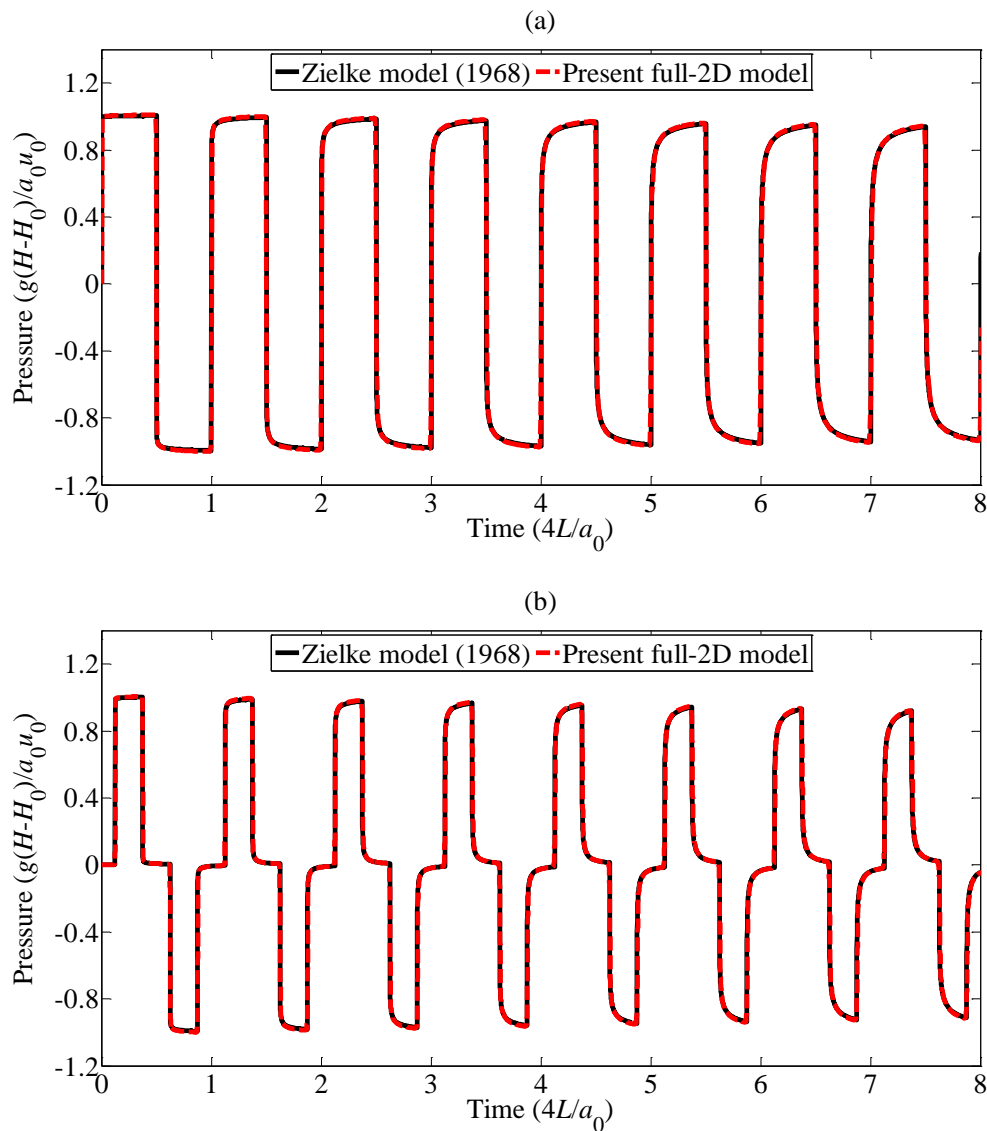 (a)
Zielke model (1968) Present full-2D model
Pressure (g(H-H0)/a0u0)
1.2
0.8
0.4
0
-0.4
-0.8
-1.2
0 1 2 3 4 5 6 7 8
Time (4L/a0)
(b)
Zielke model (1968) Present full-2D model
Pressure (g(H-H0)/a0u0)
1.2
0.8
0.4
0
-0.4
-0.8
-1.2
0 1 2 3 4 5 6 7 8
Time (4L/a0)